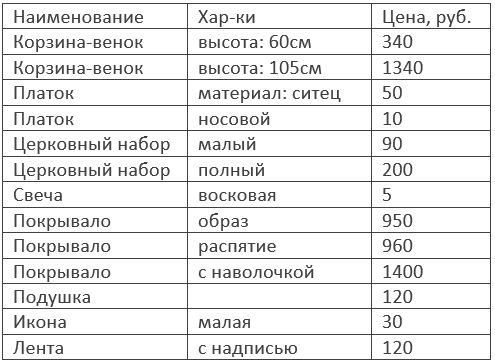 Наименование Хар-ки Цена, руб.
Корзина-венок высота: 60см 340
Корзина-венок высота: 105см 1340
Платок материал: ситец 50
Платок носовой 10
Церковный набор малый 90
Церковный набор полный 200
Свеча восковая 5
Покрывало образ 950
Покрывало распятие 960
Покрывало с наволочкой 1400
Подушка 120
Икона малая 30
Лента с надписью 120